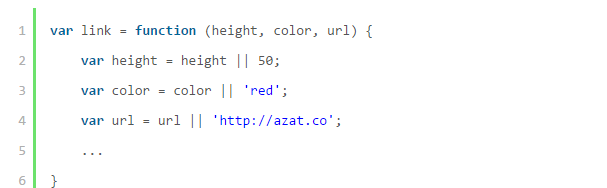 1 var link = function (height, color, url) {
2     var height = height || 50;
3     var color = color || 'red';
4     var url = url || 'http://azat.co';
5     ...
6 }